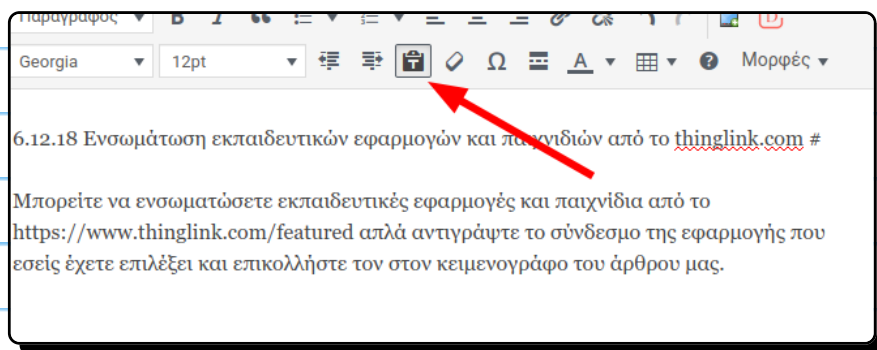 Παράγραφος
Georgia 12pt Μορφές
6.12.18 Ενσωμάτωση εκπαιδευτικών εφαρμογών και παιχνιδιών από το thinglink.com #
Μπορείτε να ενσωματώσετε εκπαιδευτικές εφαρμογές και παιχνίδια από το
https://www.thinglink.com/featured απλά αντιγράψτε το σύνδεσμο της εφαρμογής που
εσείς έχετε επιλέξει και επικολλήστε τον στον κειμενογράφο του άρθρου μας.